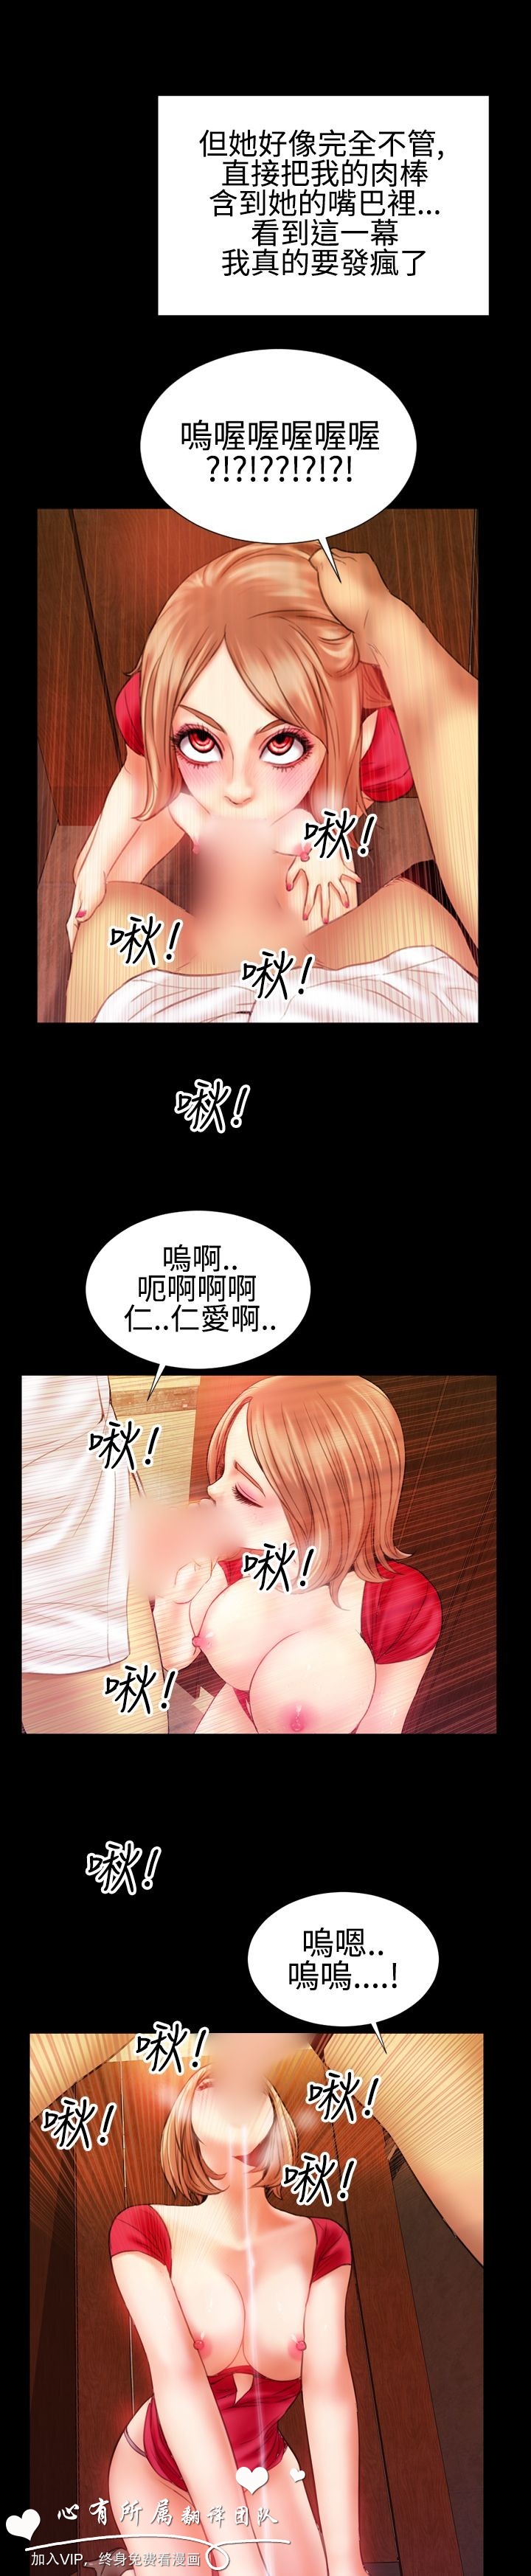 但她好像完全不管,
直接把我的肉棒
含到她的嘴巴裡...
看到這一幕
我真的要發瘋了
嗚喔喔喔喔喔
?!?!??!?!?!
啾!
啾!
啾!
啾!
嗚啊..
呃啊啊啊
仁..仁愛啊..
啾!
啾!
啾!
啾!
嗚嗯..
嗚嗚....!
啾!
啾!
啾!
啾!
心有所属翻译团队
加入VIP，终身免费看漫画